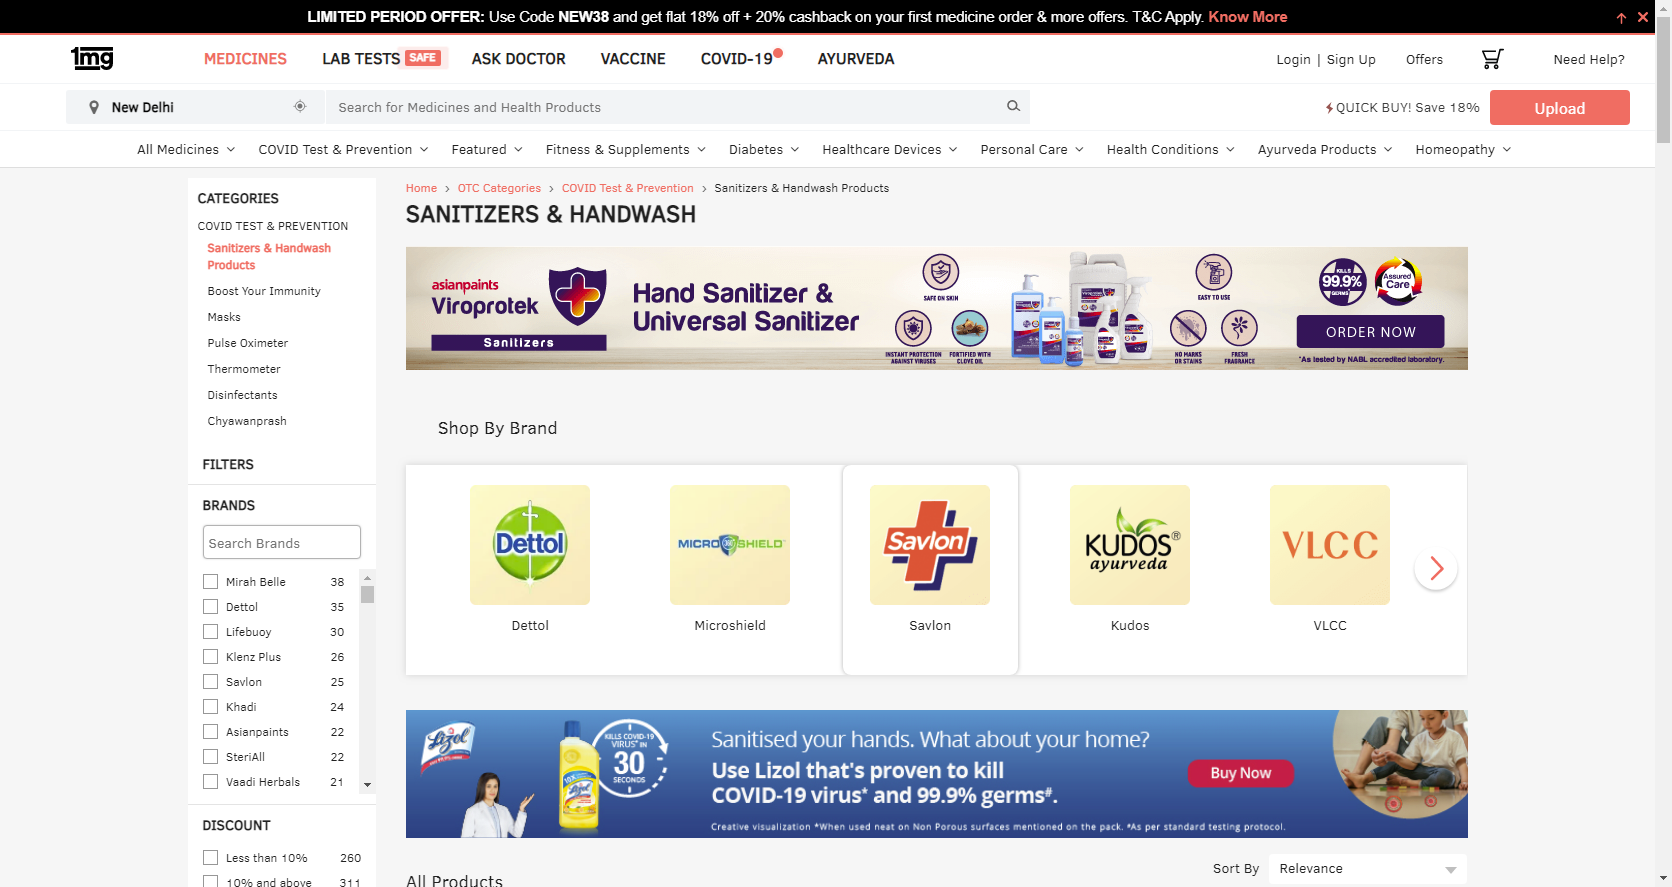 LIMITED PERIOD OFFER: Use Code NEW38 and get flat 18% off + 20% cashback on your first medicine order & more offers. T&C Apply. Know More
1mg
MEDICINES
LAB TESTS SAFE
ASK DOCTOR
VACCINE
COVID-19
AYURVEDA
Login | Sign Up
Offers
Need Help?
New Delhi
Search for Medicines and Health Products
QUICK BUY! Save 18%
Upload
All Medicines
COVID Test & Prevention
Featured
Fitness & Supplements
Diabetes
Healthcare Devices
Personal Care
Health Conditions
Ayurveda Products
Homeopathy
CATEGORIES
COVID TEST & PREVENTION
Sanitizers & Handwash
Products
Boost Your Immunity
Masks
Pulse Oximeter
Thermometer
Disinfectants
Chyawanprash
FILTERS
BRANDS
Search Brands
Mirah Belle 38
Dettol 35
Lifebuoy 30
Klenz Plus 26
Savlon 25
Khadi 24
Asianpaints 22
SteriAll 22
Vaadi Herbals 21
DISCOUNT
Less than 10% 260
10% and above 311
Home > OTC Categories > COVID Test & Prevention > Sanitizers & Handwash Products
SANITIZERS & HANDWASH
asianpaints
Viroprotek
Sanitizers
Hand Sanitizer &
Universal Sanitizer
SAFE ON SKIN
INSTANT PROTECTION
AGAINST VIRUSES
FORTIFIED WITH
CLOVE OIL
EASY TO USE
NO MARKS
OR STAINS
FRESH
FRAGRANCE
KILLS
99.9%
GERMS
Assured
Care
ORDER NOW
*As tested by NABL accredited laboratory.
Shop By Brand
Dettol
MICROSHIELD
Savlon
KUDOS®
ayurveda
VLCC
Dettol
Microshield
Savlon
Kudos
VLCC
Lizol
KILLS COVID-19
VIRUS* IN
30
SECONDS
Lizol
Sanitised your hands. What about your home?
Use Lizol that's proven to kill
COVID-19 virus* and 99.9% germs#.
Buy Now
Creative visualization *When used neat on Non Porous surfaces mentioned on the pack. #As per standard testing protocol.
Sort By
Relevance
All Products